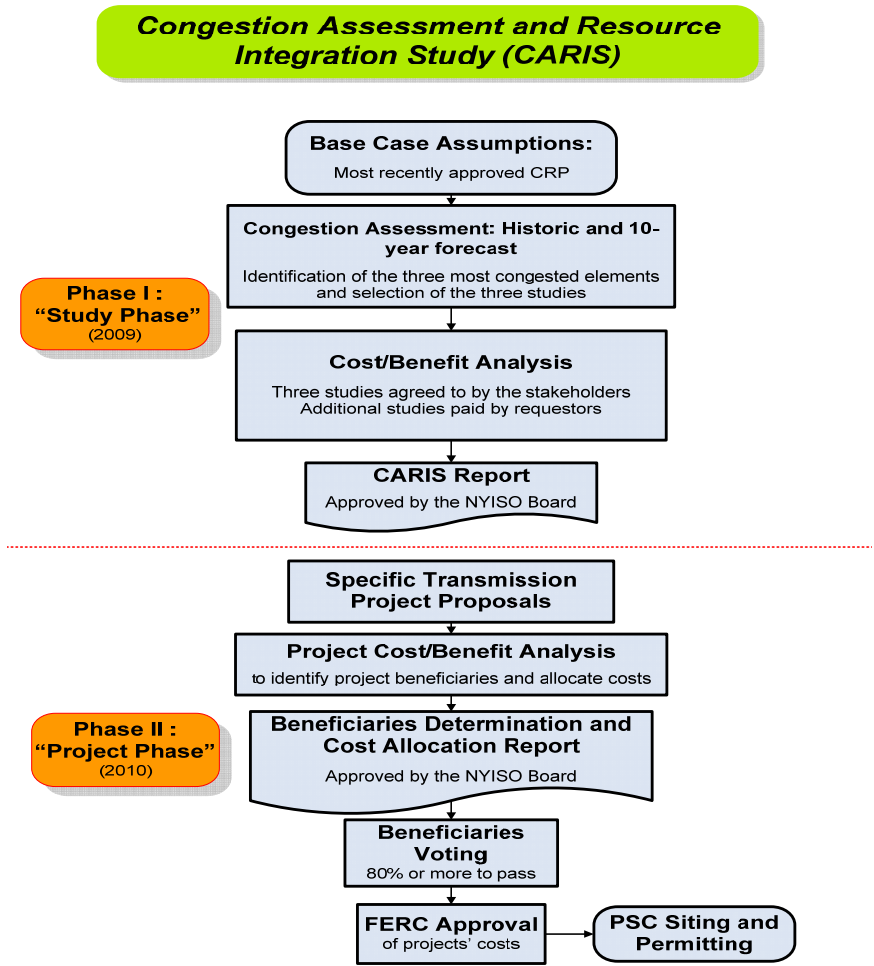 Congestion Assessment and Resource
Integration Study (CARIS)
Base Case Assumptions:
Most recently approved CRP
Congestion Assessment: Historic and 10-
year forecast
Identification of the three most congested elements
and selection of the three studies
Phase I :
“Study Phase”
(2009)
Cost/Benefit Analysis
Three studies agreed to by the stakeholders
Additional studies paid by requestors
CARIS Report
Approved by the NYISO Board
Specific Transmission
Project Proposals
Project Cost/Benefit Analysis
to identify project beneficiaries and allocate costs
Phase II :
“Project Phase”
(2010)
Beneficiaries Determination and
Cost Allocation Report
Approved by the NYISO Board
Beneficiaries
Voting
80% or more to pass
FERC Approval
of projects’ costs
PSC Siting and
Permitting